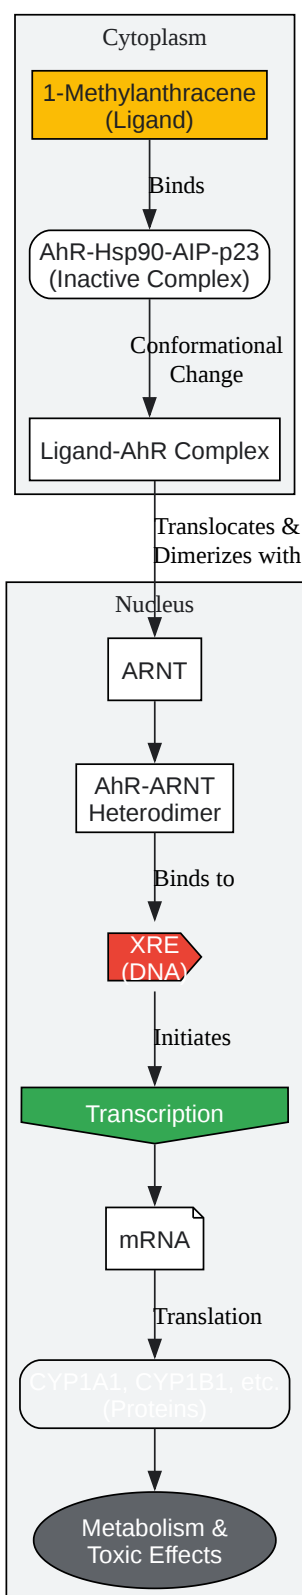 Cytoplasm
1-Methylanthracene
(Ligand)
Binds
AhR-Hsp90-AIP-p23
(Inactive Complex)
Conformational
Change
Ligand-AhR Complex
Translocates &
Dimerizes with
Nucleus
ARNT
AhR-ARNT
Heterodimer
Binds to
XRE
(DNA)
Initiates
Transcription
mRNA
Translation
CYP1A1, CYP1B1, etc.
(Proteins)
Metabolism &
Toxic Effects